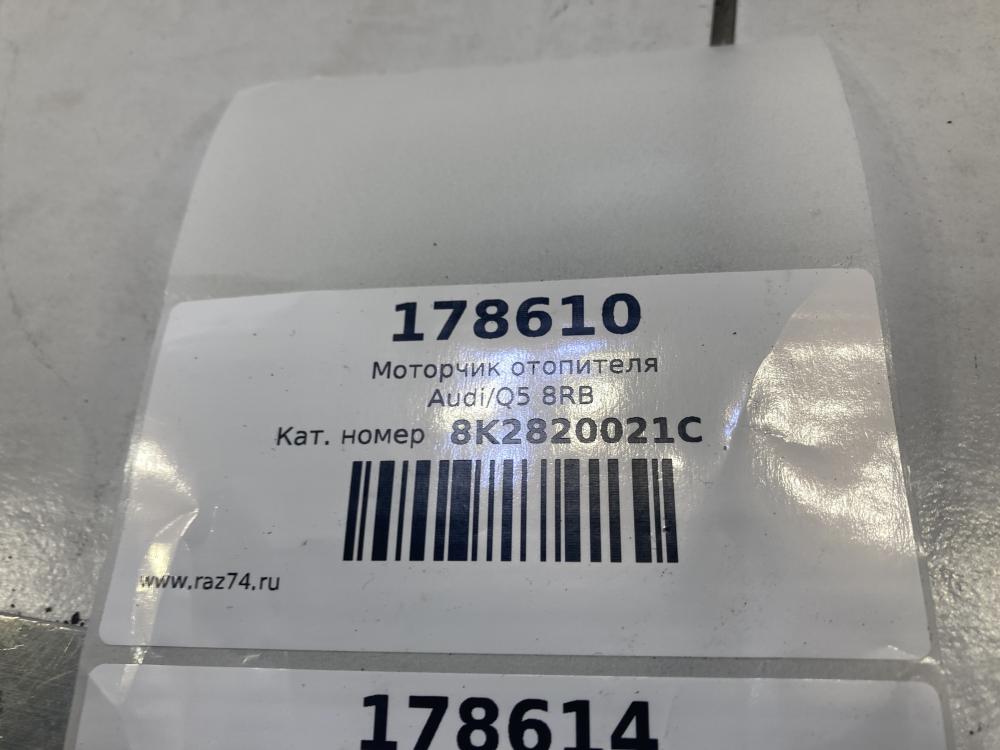 178610
Моторчик отопителя
Audi/Q5 8RB
Кат. номер 8K2820021C
www.raz74.ru
178614